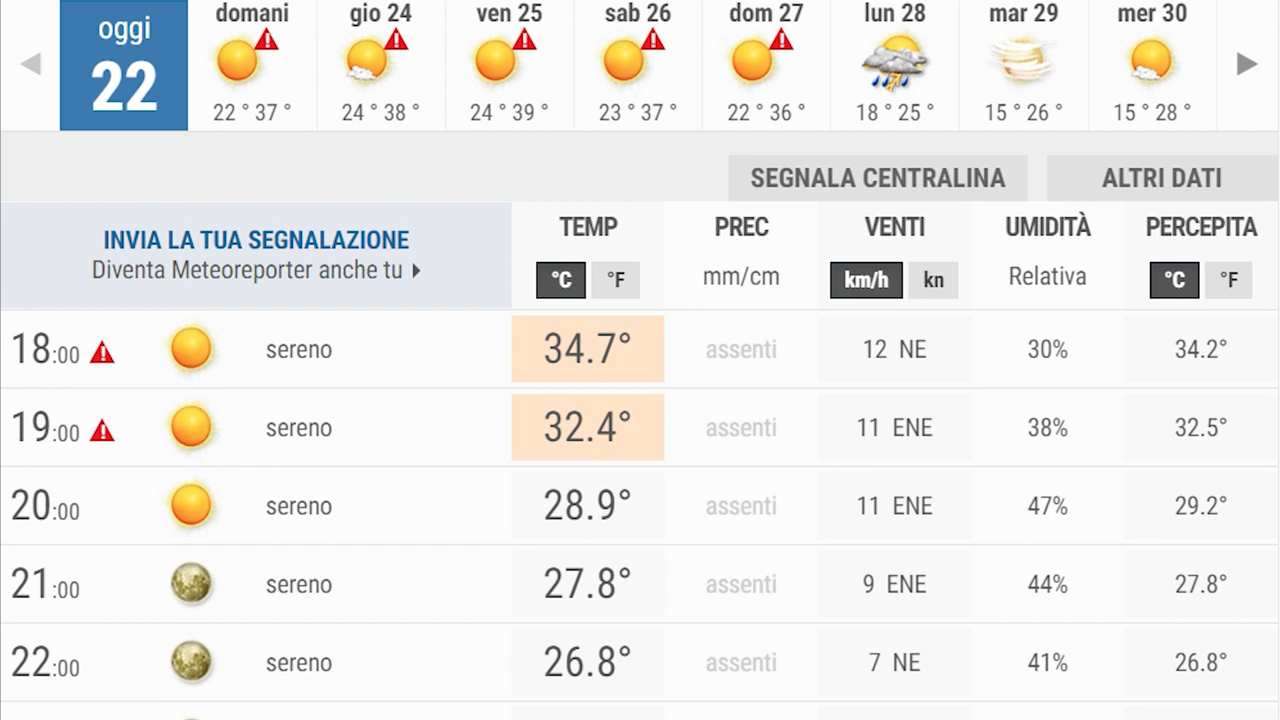 oggi domani gio 24 ven 25 sab 26 dom 27 lun 28 mar 29 mer 30
22
22 ° 37 ° 24 ° 38 ° 24 ° 39 ° 23 ° 37 ° 22 ° 36 ° 18 ° 25 ° 15 ° 26 ° 15 ° 28 °
SEGNALA CENTRALINA ALTRI DATI
INVIA LA TUA SEGNALAZIONE TEMP PREC VENTI UMIDITÀ PERCEPITA
Diventa Meteoreporter anche tu °C °F mm/cm km/h kn Relativa °C °F
18:00 sereno 34.7° assenti 12 NE 30% 34.2°
19:00 sereno 32.4° assenti 11 ENE 38% 32.5°
20:00 sereno 28.9° assenti 11 ENE 47% 29.2°
21:00 sereno 27.8° assenti 9 ENE 44% 27.8°
22:00 sereno 26.8° assenti 7 NE 41% 26.8°